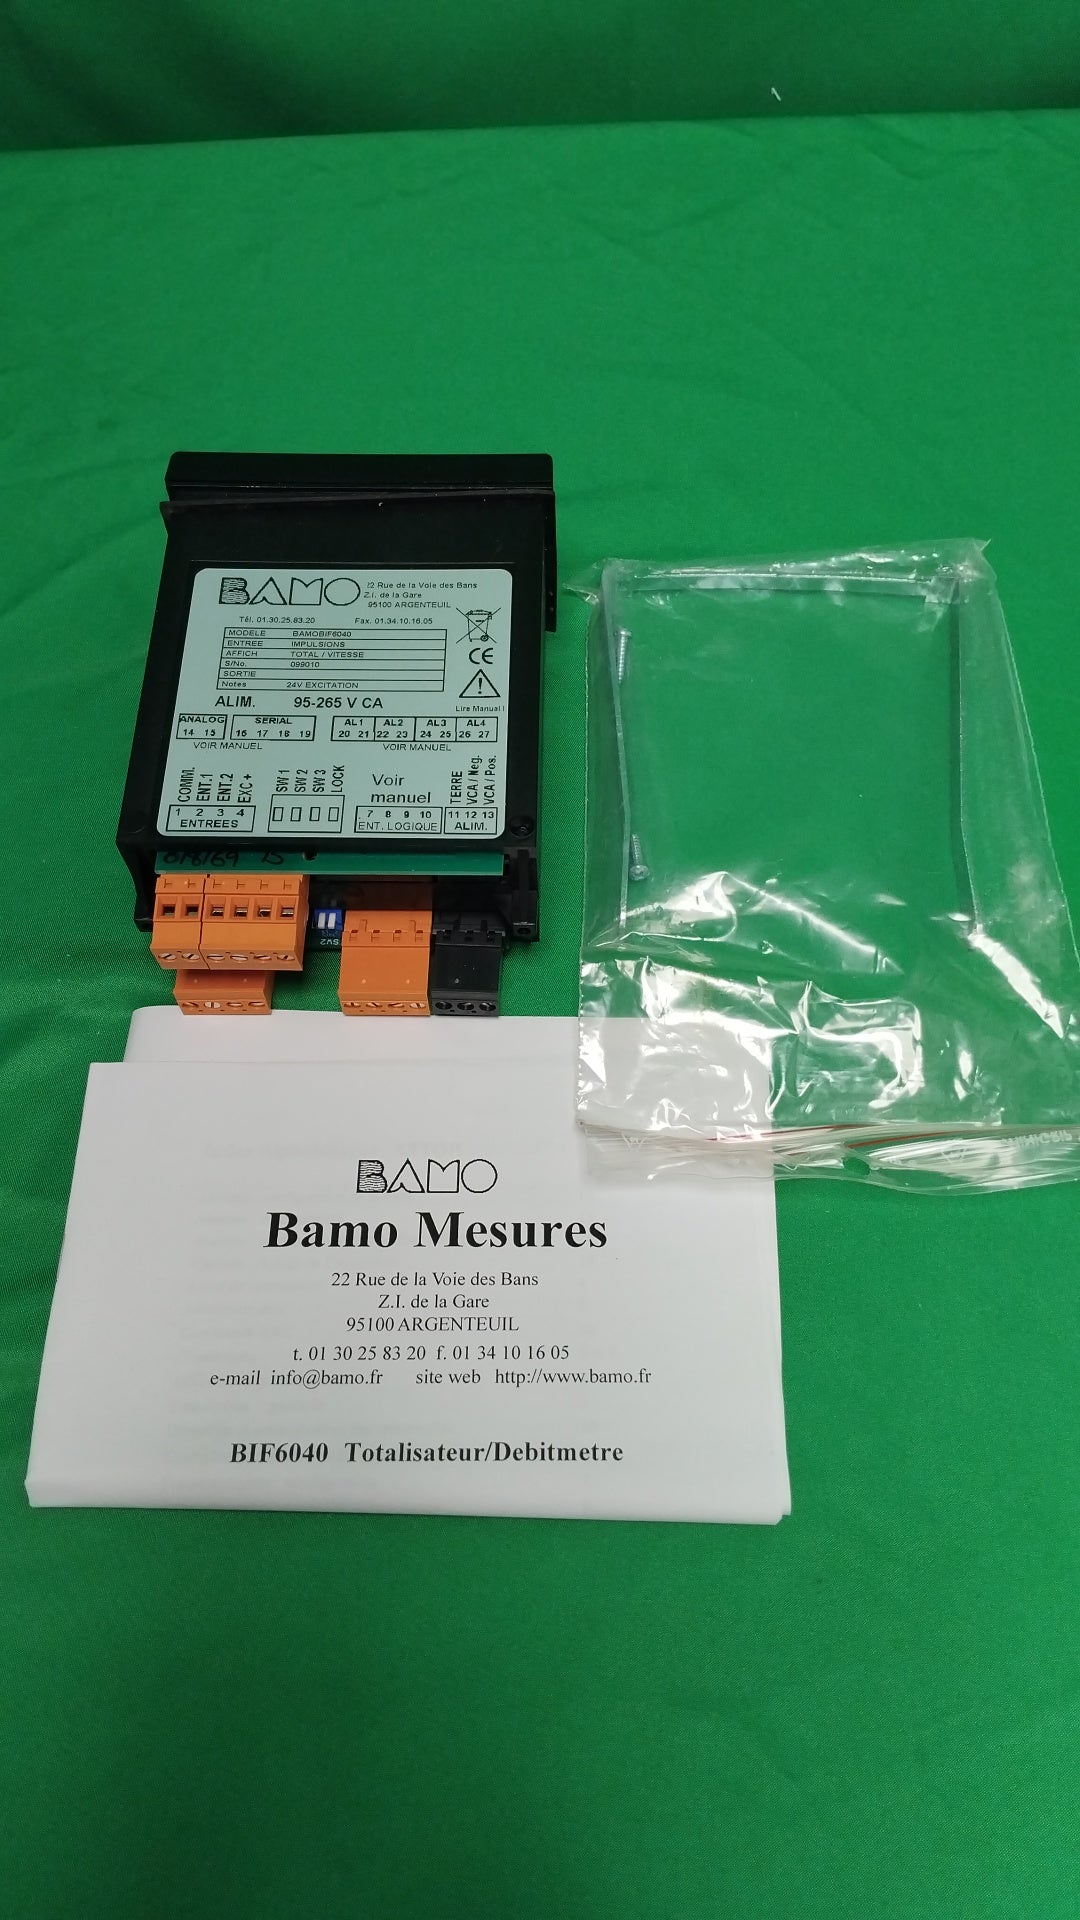 BAMO
22 Rue de la Voie des Bans
Z.I. de la Gare
95100 ARGENTEUIL
Tél. 01.30.25.83.20 Fax. 01.34.10.16.05
MODELE BAMOBIF6040
ENTREE IMPULSIONS
AFFICH TOTAL / VITESSE
S/No. 099010
SORTIE
Notes 24V EXCITATION
CE
ALIM. 95-265 V CA
Lire Manuel !
ANALOG SERIAL AL1 AL2 AL3 AL4
14 15 16 17 18 19 20 21 22 23 24 25 26 27
VOIR MANUEL VOIR MANUEL
COMM. ENT.1 ENT.2 EXC+ SW1 SW2 SW3 LOCK Voir manuel TERRE VCA / Neg. VCA / Pos.
1 2 3 4 7 8 9 10 11 12 13
ENTREES ENT. LOGIQUE ALIM.
SW2
BAMO
Bamo Mesures
22 Rue de la Voie des Bans
Z.I. de la Gare
95100 ARGENTEUIL
t. 01 30 25 83 20 f. 01 34 10 16 05
e-mail info@bamo.fr site web http://www.bamo.fr
BIF6040 Totalisateur/Debitmetre